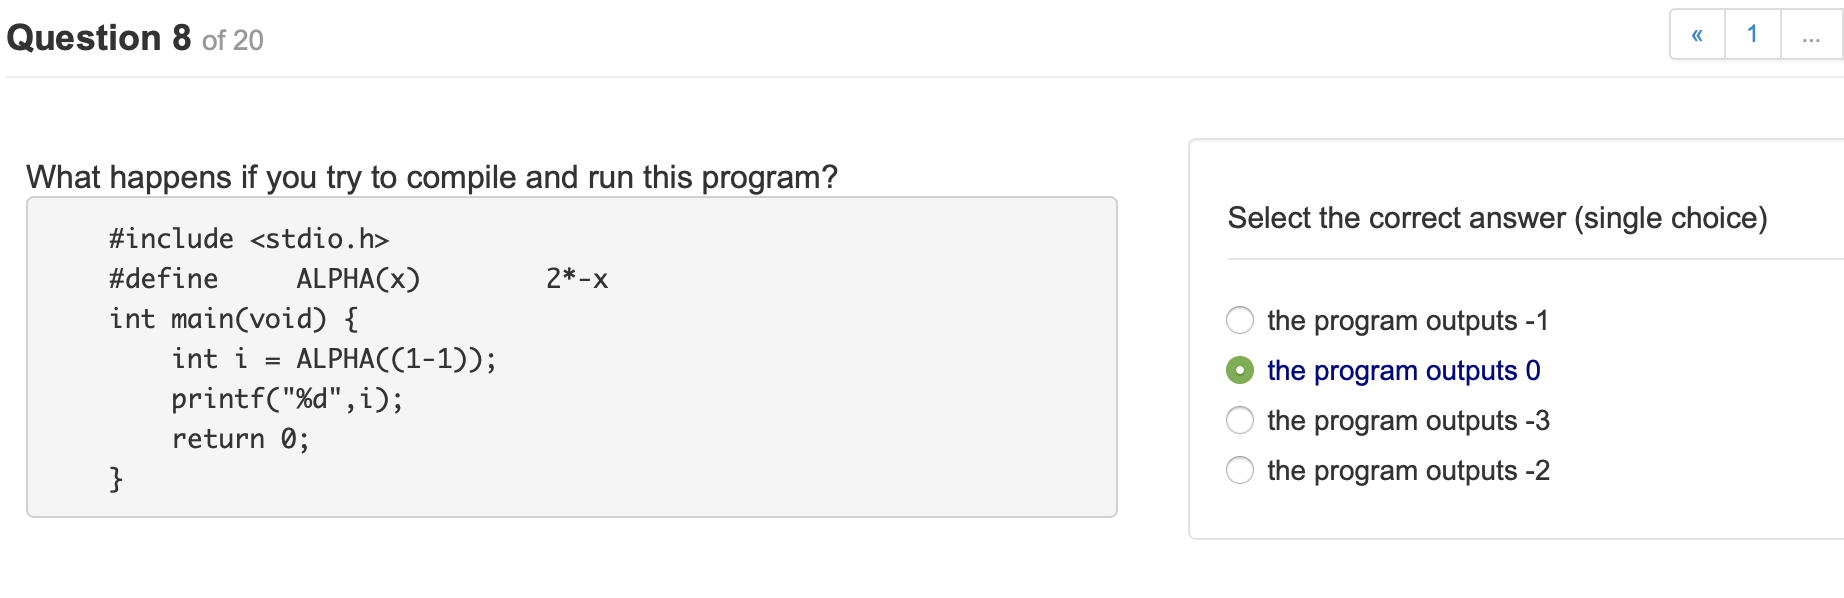 Question 8 of 20
« 1 ...
What happens if you try to compile and run this program?
#include <stdio.h>
#define     ALPHA(x)        2*-x
int main(void) {
    int i = ALPHA((1-1));
    printf("%d",i);
    return 0;
}
Select the correct answer (single choice)
the program outputs -1
the program outputs 0
the program outputs -3
the program outputs -2